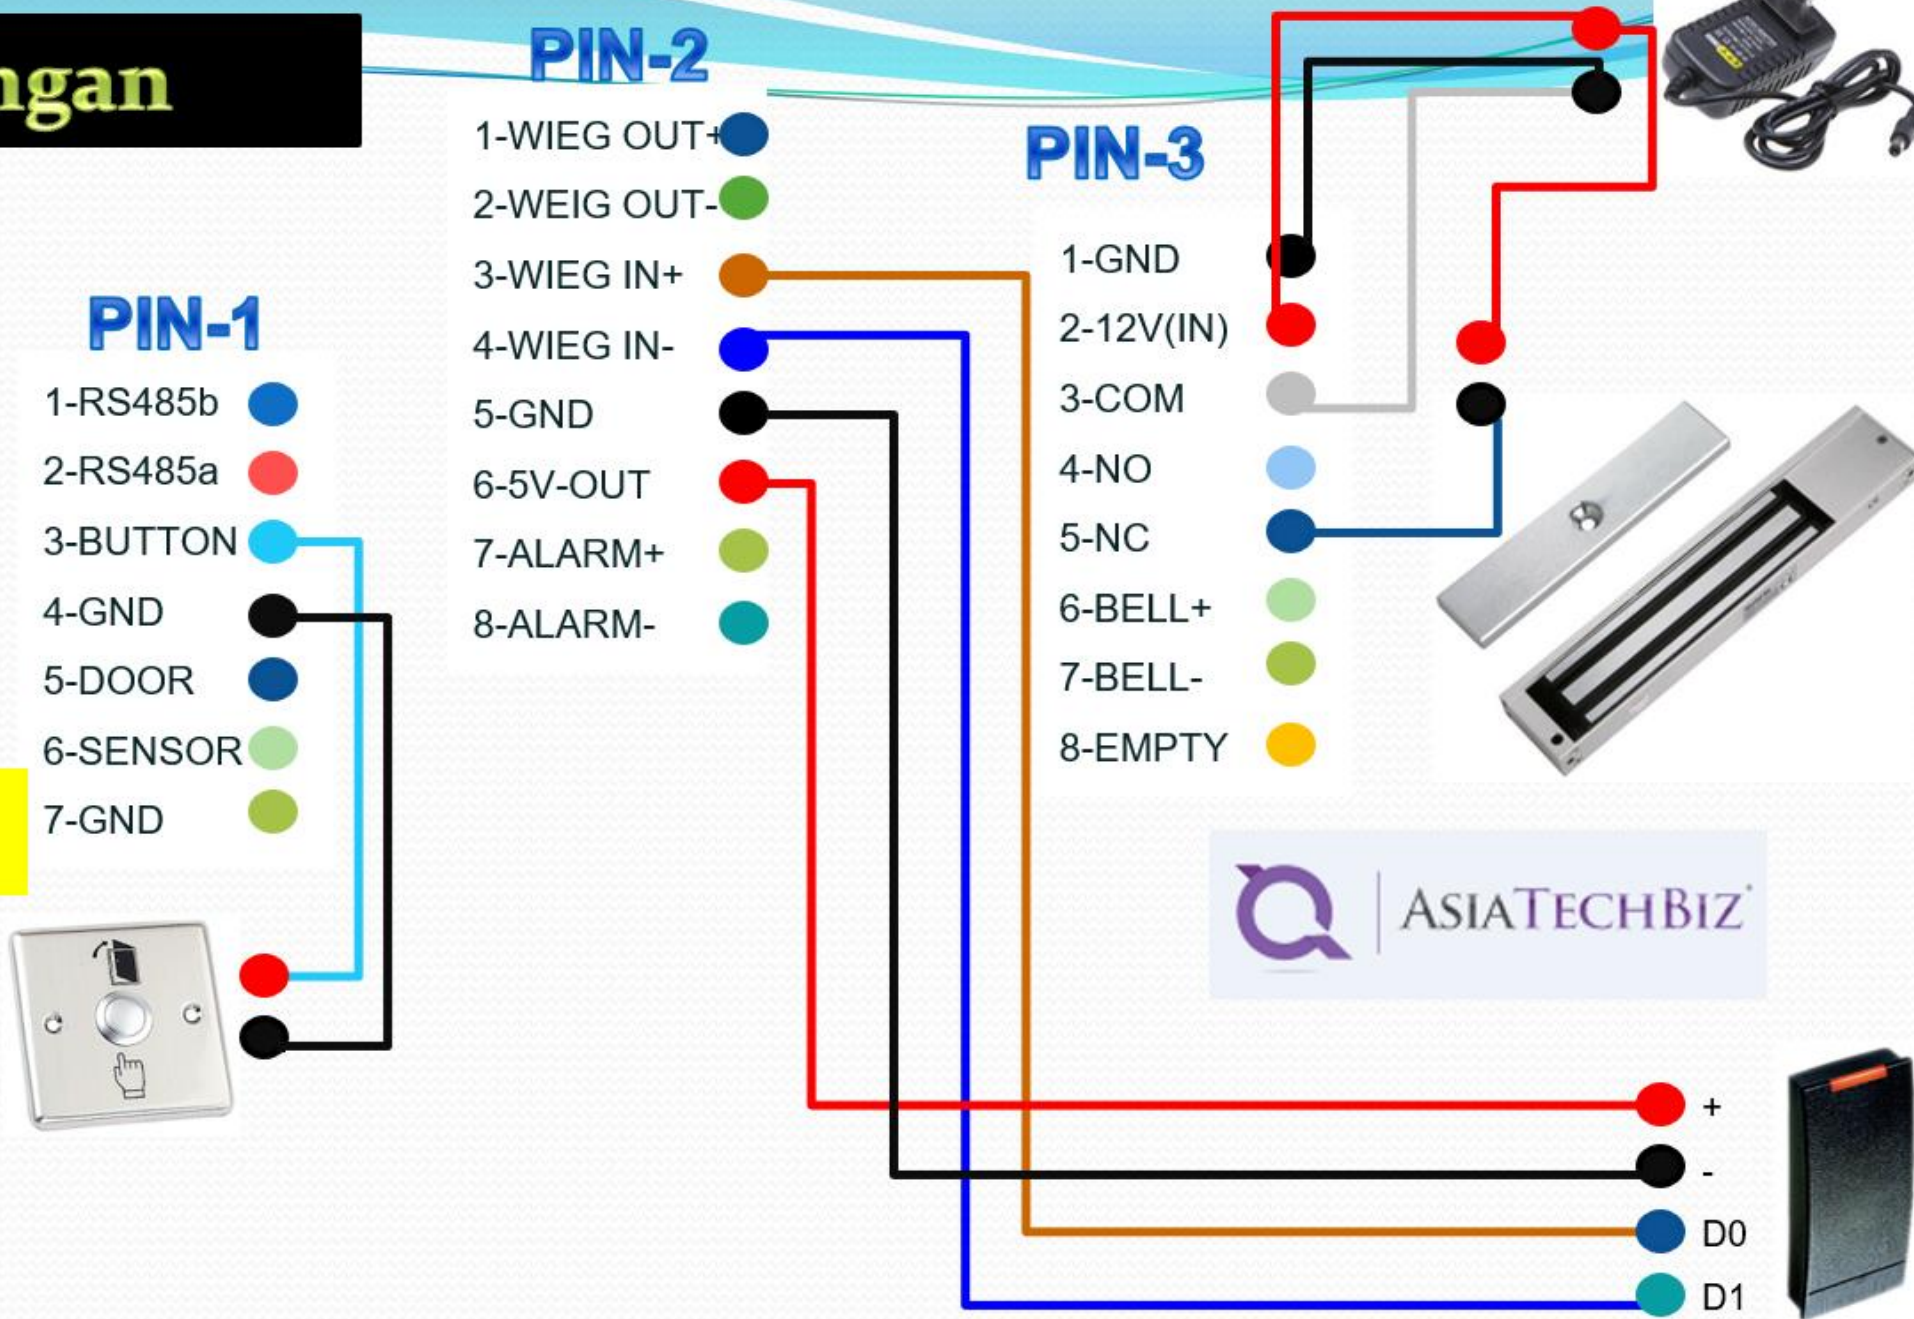 ngan
PIN-1
1-RS485b
2-RS485a
3-BUTTON
4-GND
5-DOOR
6-SENSOR
7-GND
PIN-2
1-WIEG OUT+
2-WEIG OUT-
3-WIEG IN+
4-WIEG IN-
5-GND
6-5V-OUT
7-ALARM+
8-ALARM-
PIN-3
1-GND
2-12V(IN)
3-COM
4-NO
5-NC
6-BELL+
7-BELL-
8-EMPTY
ASIATECHBIZ
+
-
D0
D1